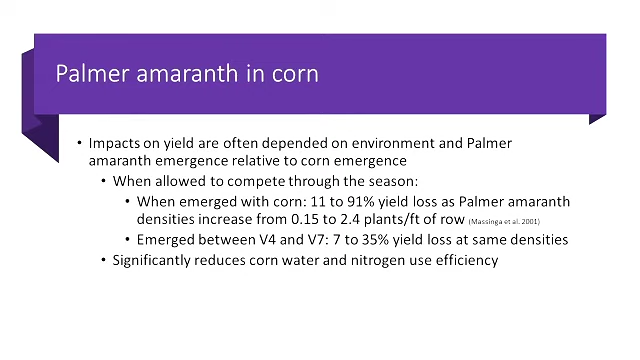 Palmer amaranth in corn
• Impacts on yield are often depended on environment and Palmer
amaranth emergence relative to corn emergence
• When allowed to compete through the season:
• When emerged with corn: 11 to 91% yield loss as Palmer amaranth
densities increase from 0.15 to 2.4 plants/ft of row (Massinga et al. 2001)
• Emerged between V4 and V7: 7 to 35% yield loss at same densities
• Significantly reduces corn water and nitrogen use efficiency